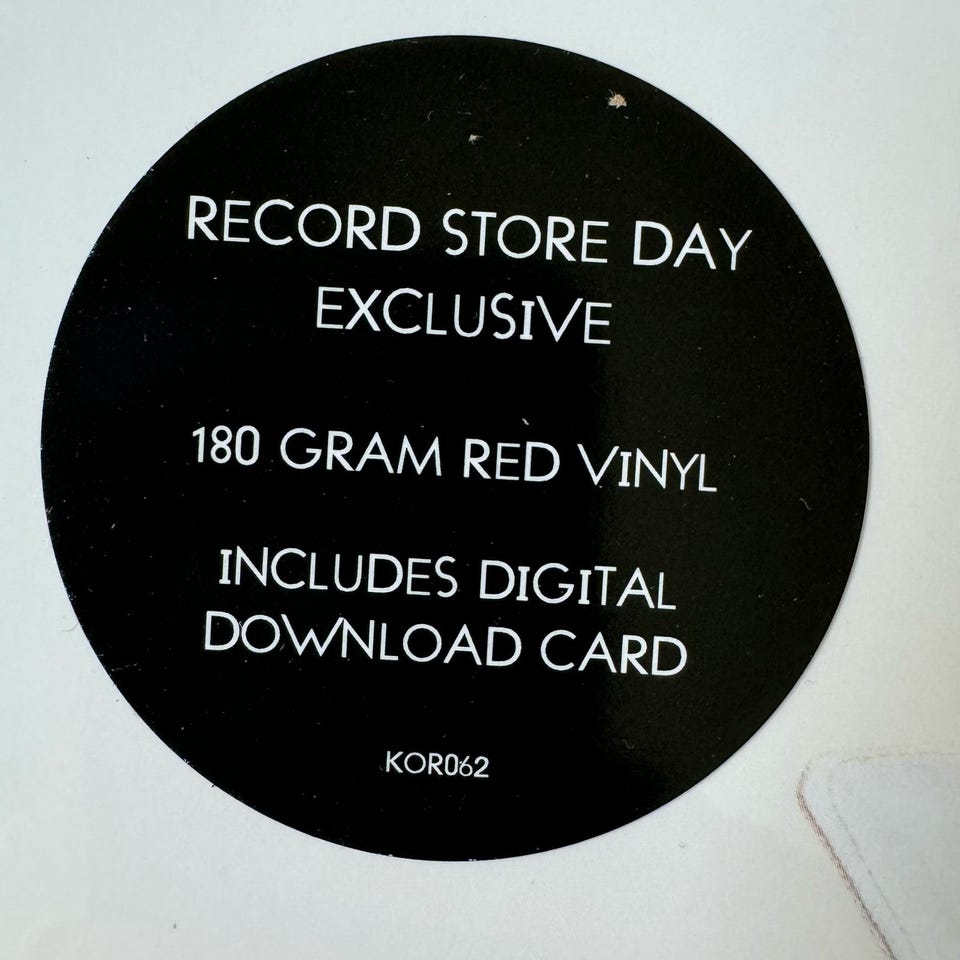 RECORD STORE DAY
EXCLUSIVE
180 GRAM RED VINYL
INCLUDES DIGITAL
DOWNLOAD CARD
KOR062